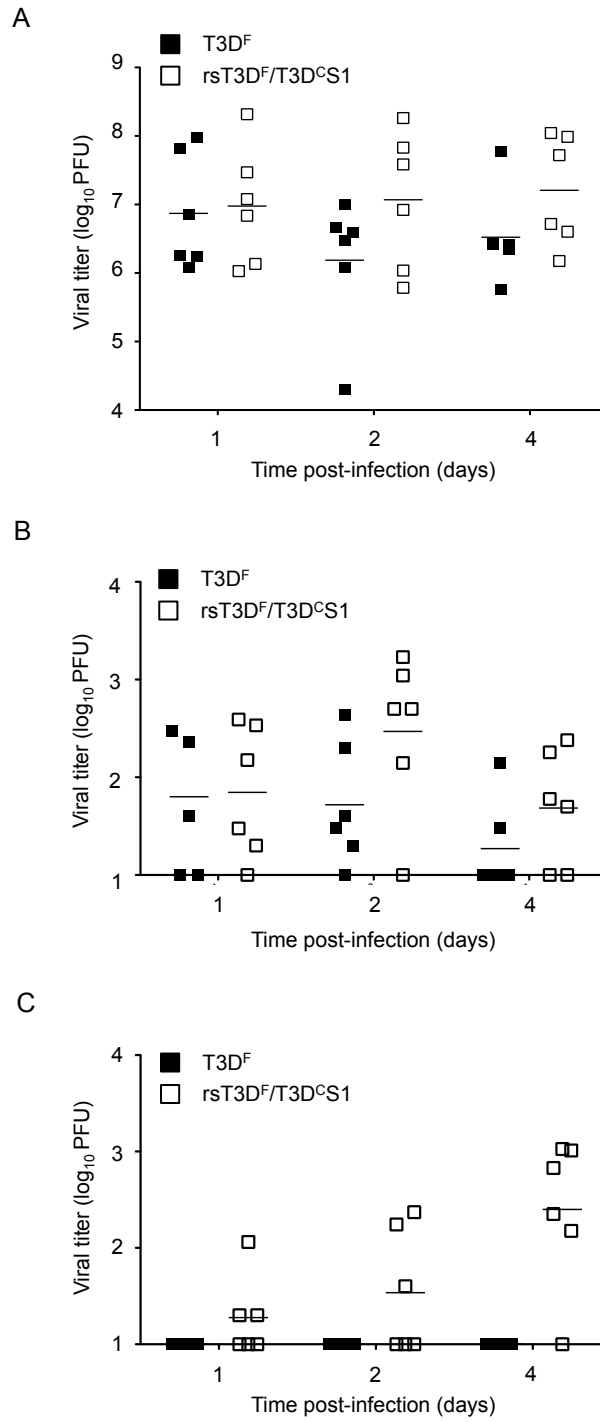 A
T3Dᶠ
rsT3Dᶠ/T3DᶜS1
9
8
7
6
5
4
Viral titer (log₁₀ PFU)
1 2 4
Time post-infection (days)
B
T3Dᶠ
rsT3Dᶠ/T3DᶜS1
4
3
2
1
Viral titer (log₁₀ PFU)
1 2 4
Time post-infection (days)
C
T3Dᶠ
rsT3Dᶠ/T3DᶜS1
4
3
2
1
Viral titer (log₁₀ PFU)
1 2 4
Time post-infection (days)